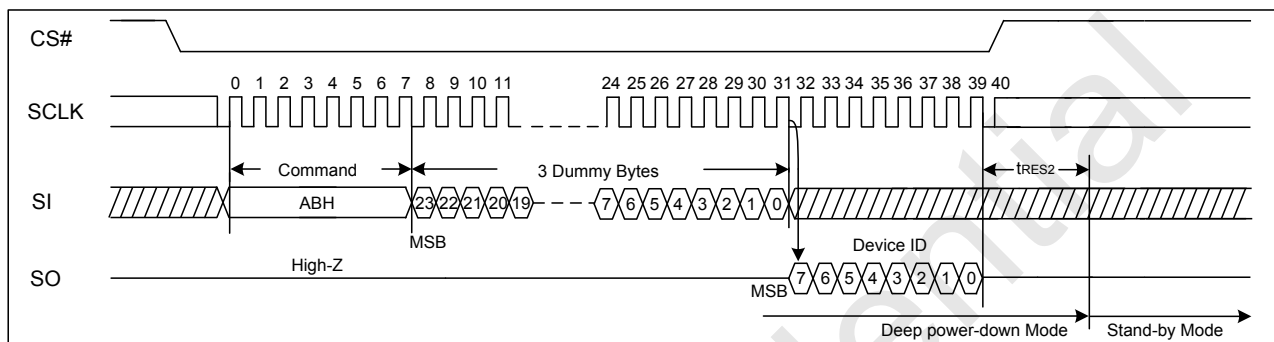 CS#
0 1 2 3 4 5 6 7 8 9 10 11 24 25 26 27 28 29 30 31 32 33 34 35 36 37 38 39 40
SCLK
Command 3 Dummy Bytes tRES2
SI ABH 23 22 21 20 19 7 6 5 4 3 2 1 0
MSB Device ID
High-Z
SO 7 6 5 4 3 2 1 0
MSB
Deep power-down Mode Stand-by Mode